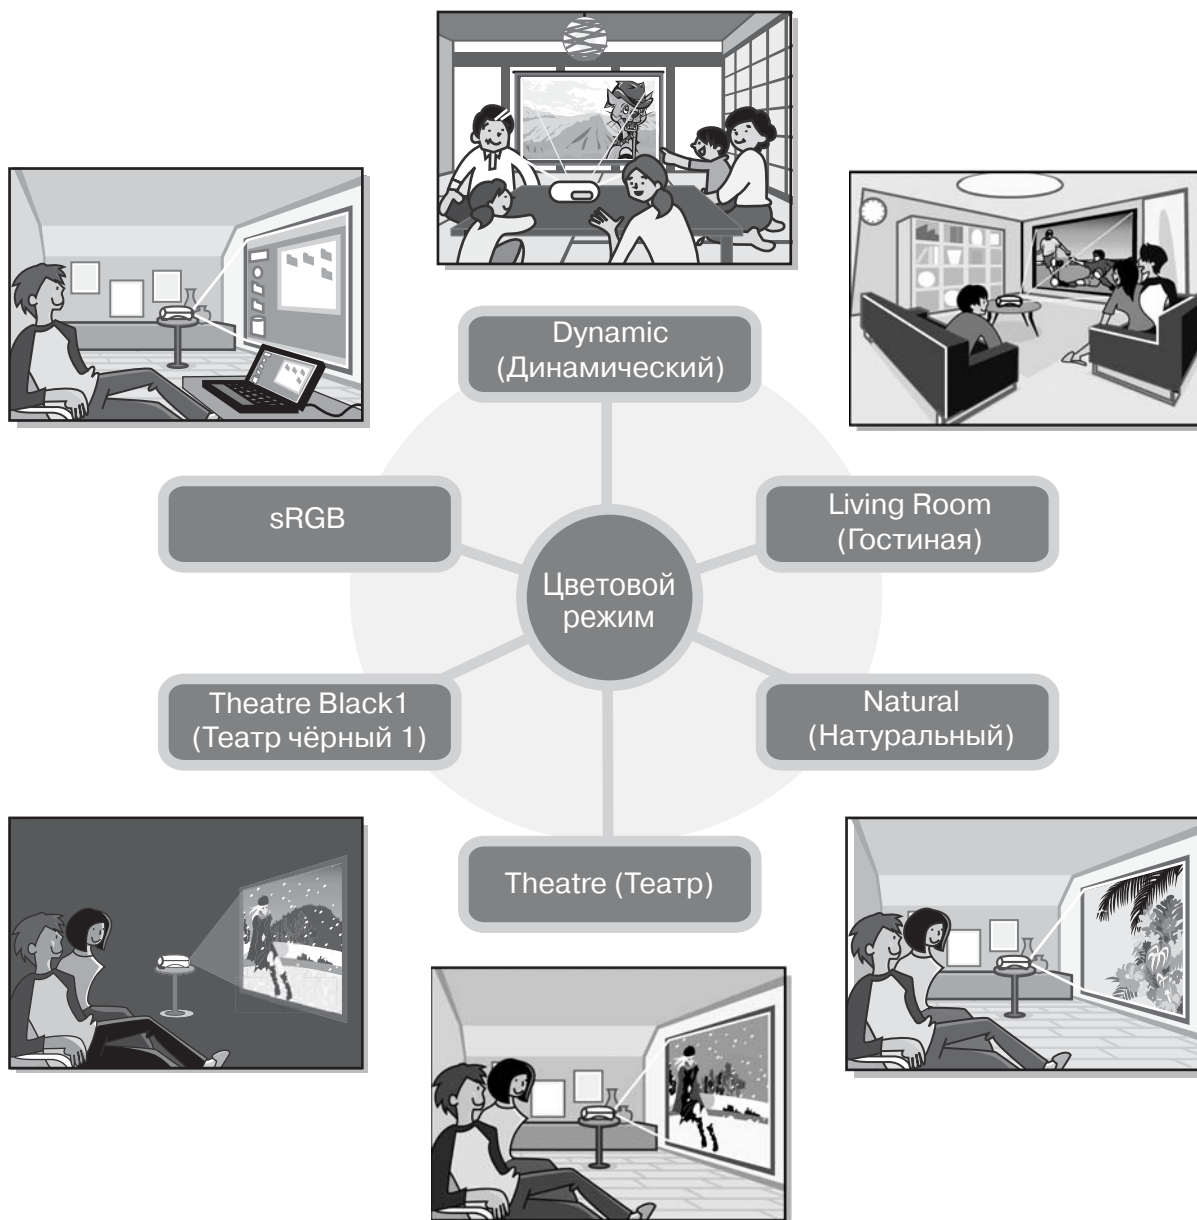 Dynamic
(Динамический)
sRGB
Living Room
(Гостиная)
Цветовой
режим
Theatre Black1
(Театр чёрный 1)
Natural
(Натуральный)
Theatre (Театр)